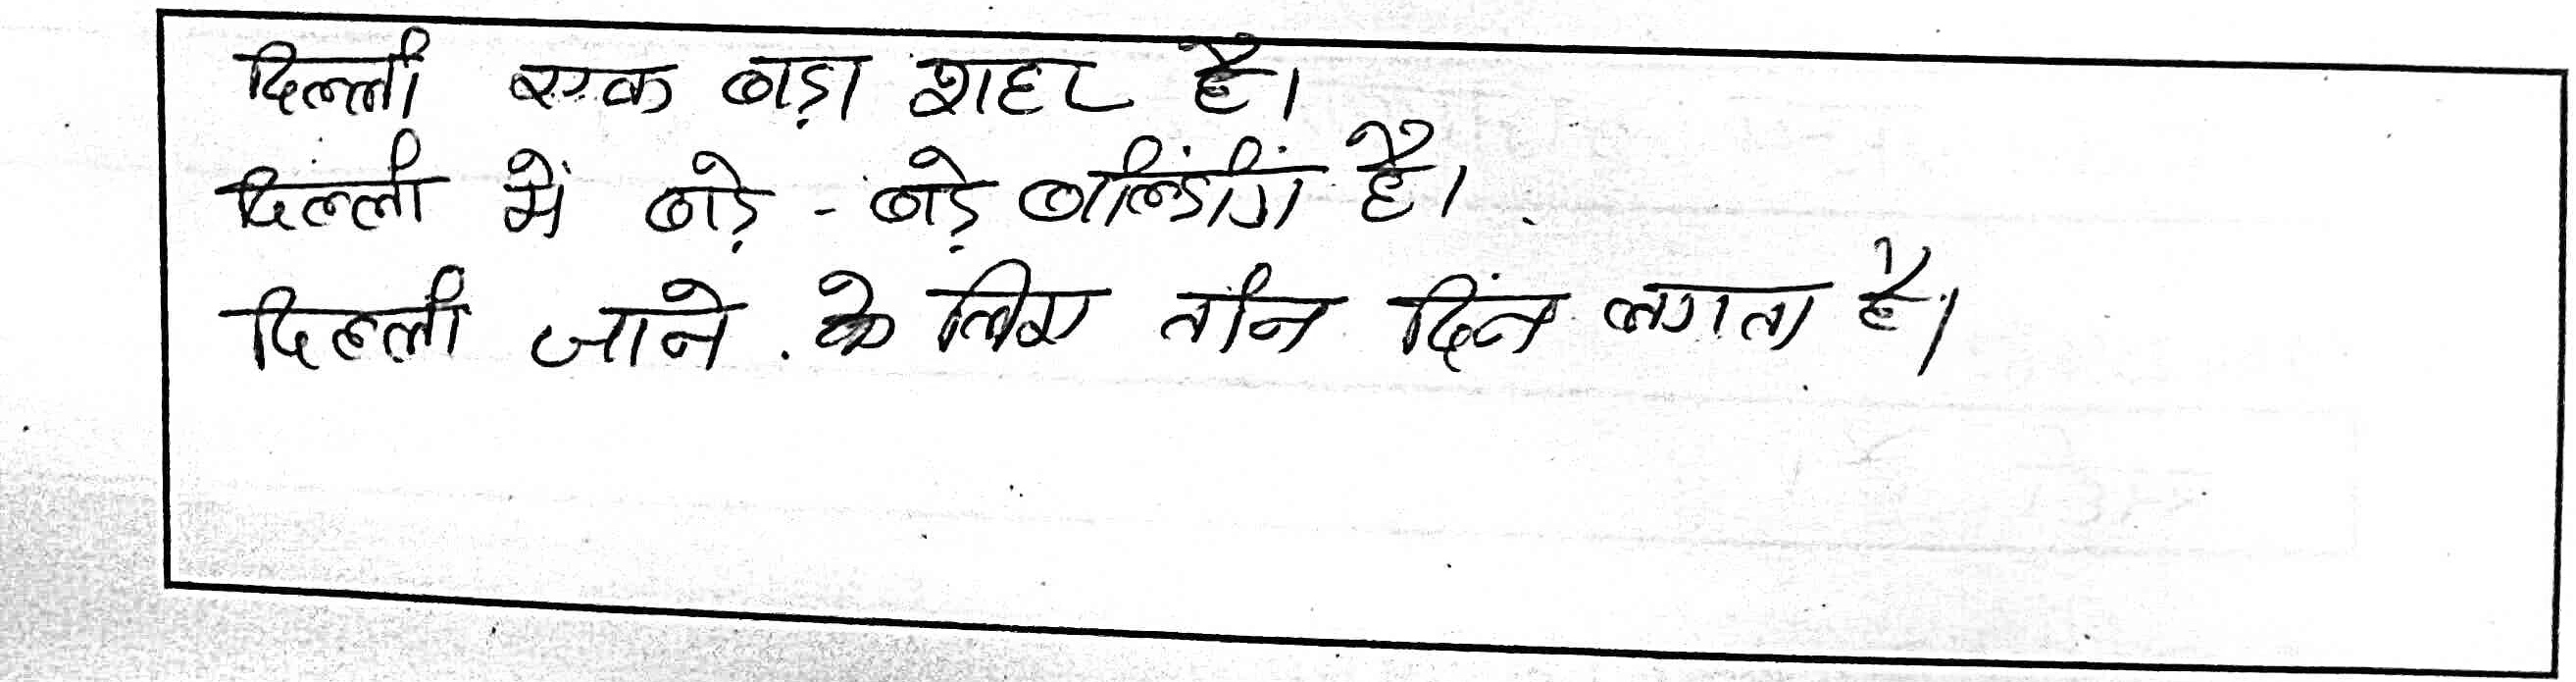 दिल्ली एक बड़ा शहर है।
दिल्ली में बड़े - बड़े बील्डींगं है।
दिल्ली जाने के लिए तीन दिंन लगता है।